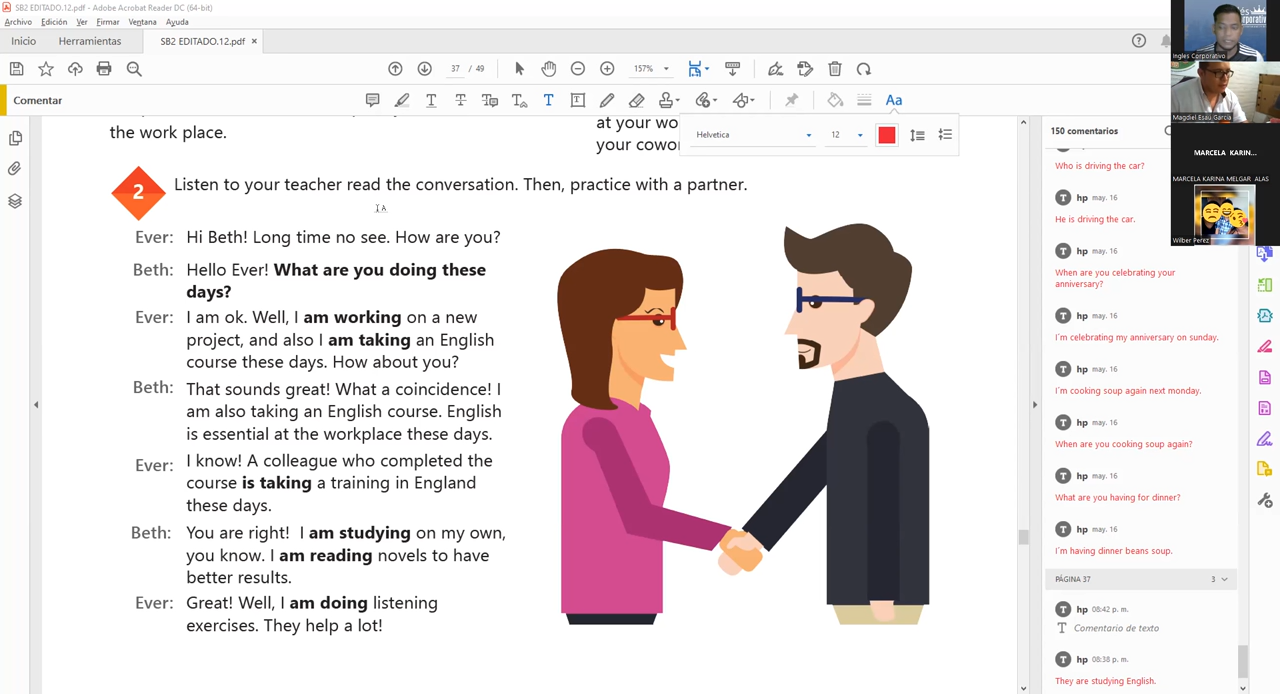 SB2 EDITADO.12.pdf - Adobe Acrobat Reader DC (64-bit)
Archivo Edición Ver Firmar Ventana Ayuda
Inicio Herramientas SB2 EDITADO.12.pdf ×
37 / 49 157%
Comentar
Aa
Helvetica 12
the work place.
at your wo
your cowor
2
Listen to your teacher read the conversation. Then, practice with a partner.
Ever: Hi Beth! Long time no see. How are you?
Beth: Hello Ever! What are you doing these
days?
Ever: I am ok. Well, I am working on a new
project, and also I am taking an English
course these days. How about you?
Beth: That sounds great! What a coincidence! I
am also taking an English course. English
is essential at the workplace these days.
Ever: I know! A colleague who completed the
course is taking a training in England
these days.
Beth: You are right! I am studying on my own,
you know. I am reading novels to have
better results.
Ever: Great! Well, I am doing listening
exercises. They help a lot!
150 comentarios
Who is driving the car?
hp may. 16
He is driving the car.
hp may. 16
When are you celebrating your
anniversary?
hp may. 16
I´m celebrating my anniversary on sunday.
hp may. 16
I´m cooking soup again next monday.
hp may. 16
When are you cooking soup again?
hp may. 16
What are you having for dinner?
hp may. 16
I´m having dinner beans soup.
PÁGINA 37 3
hp 08:42 p. m.
Comentario de texto
hp 08:38 p. m.
They are studying English.
Ingles Corporativo
Magdiel Esau Garcia
MARCELA KARIN...
MARCELA KARINA MELGAR ALAS
Wilber Perez